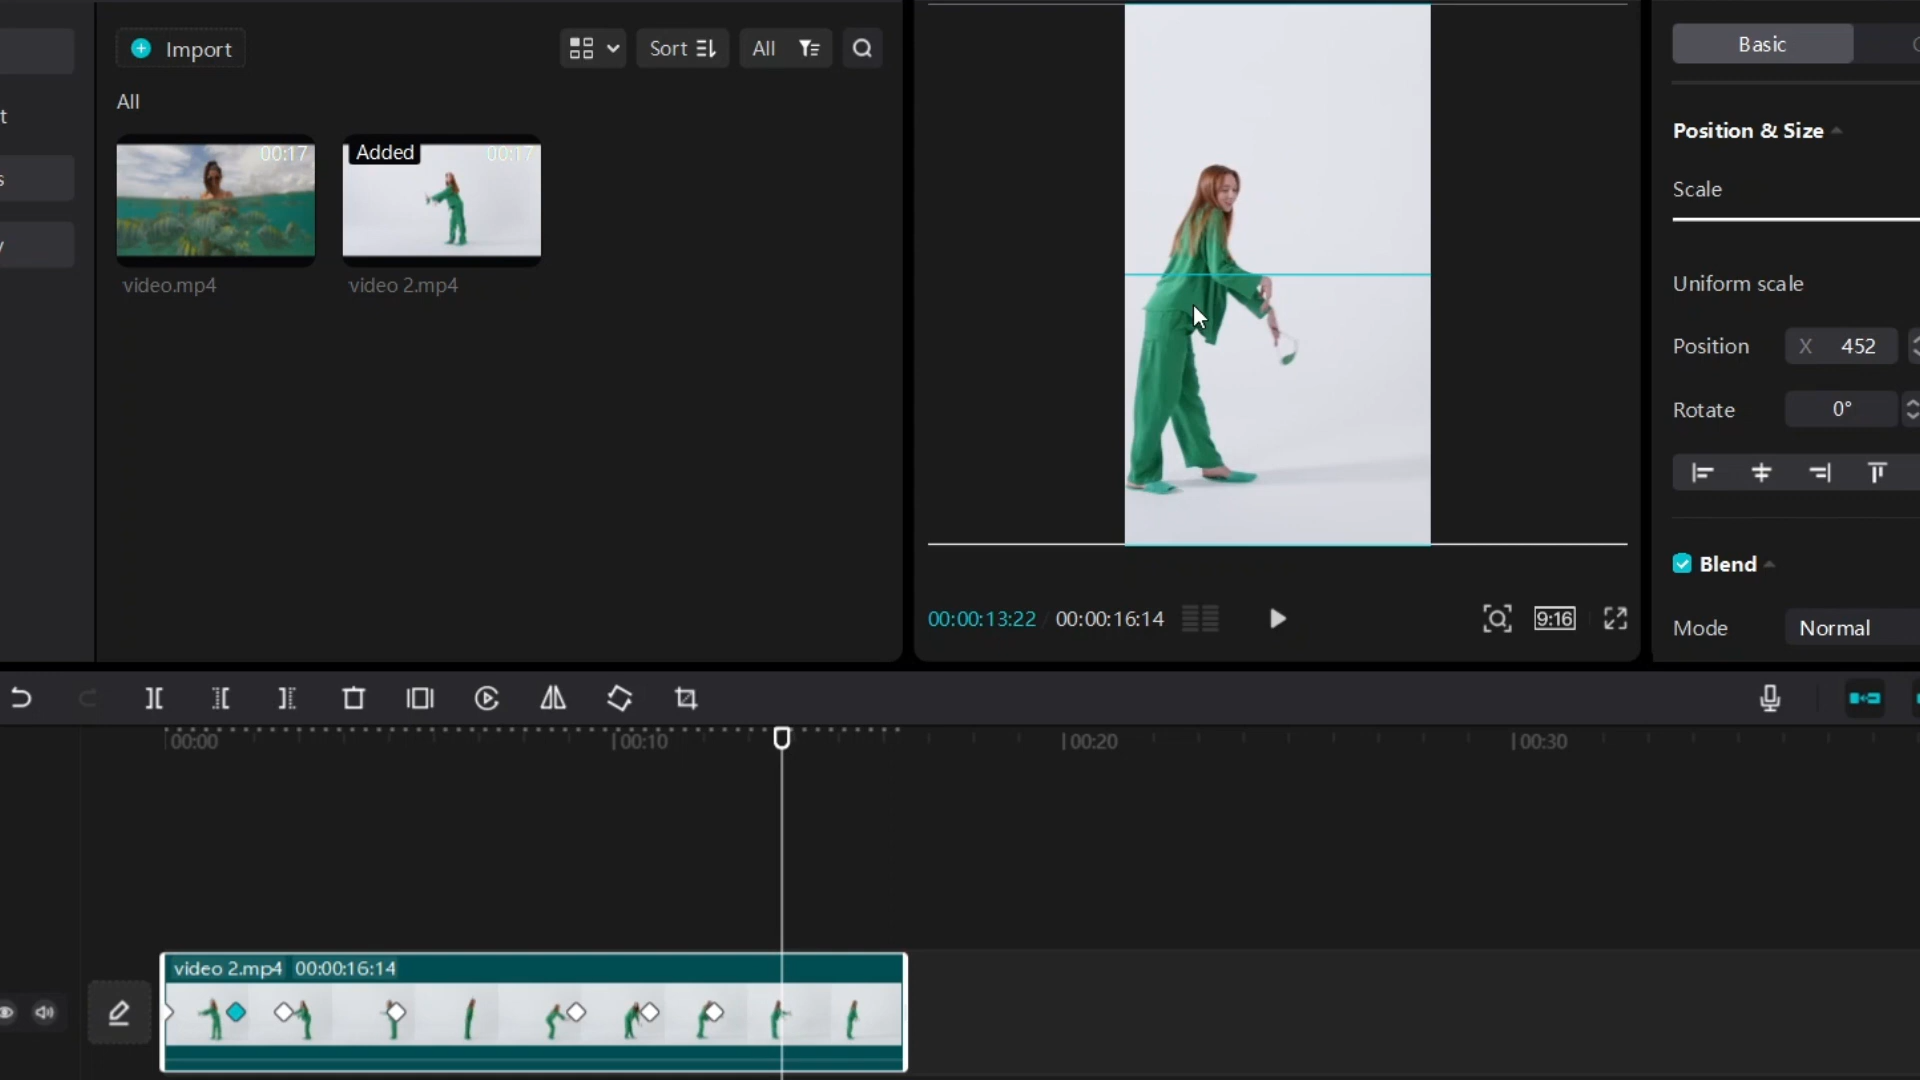 Import
Sort
All
All
t
s
y
00:17
Added
00:17
video.mp4
video 2.mp4
00:00:13:22 / 00:00:16:14
9:16
Basic
Position & Size
Scale
Uniform scale
Position X 452
Rotate 0°
Blend
Mode Normal
00:00 00:10 00:20 00:30
video 2.mp4 00:00:16:14